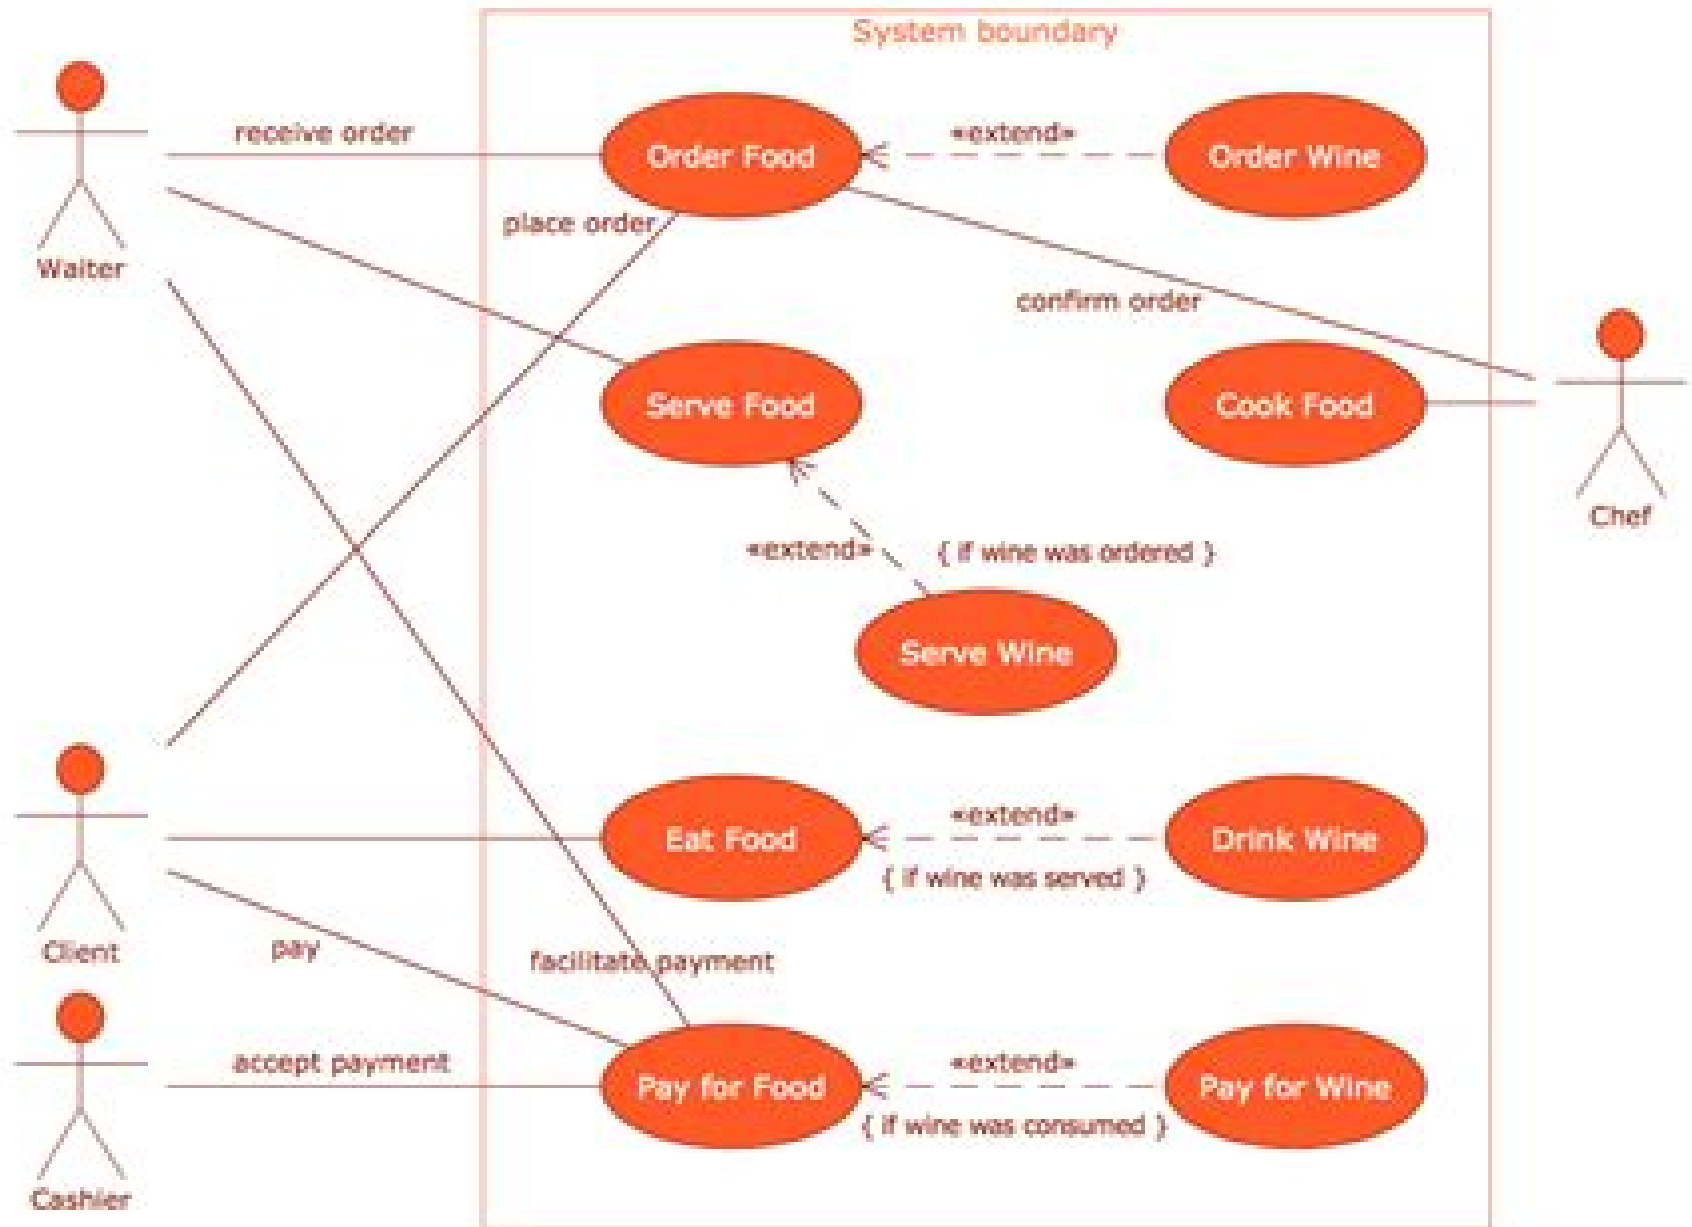 System boundary
receive order
Order Food
«extend»
Order Wine
place order
Waiter
confirm order
Serve Food
Cook Food
Chef
«extend»
{ if wine was ordered }
Serve Wine
Eat Food
«extend»
Drink Wine
{ if wine was served }
Client
pay
facilitate payment
accept payment
Pay for Food
«extend»
Pay for Wine
{ if wine was consumed }
Cashier